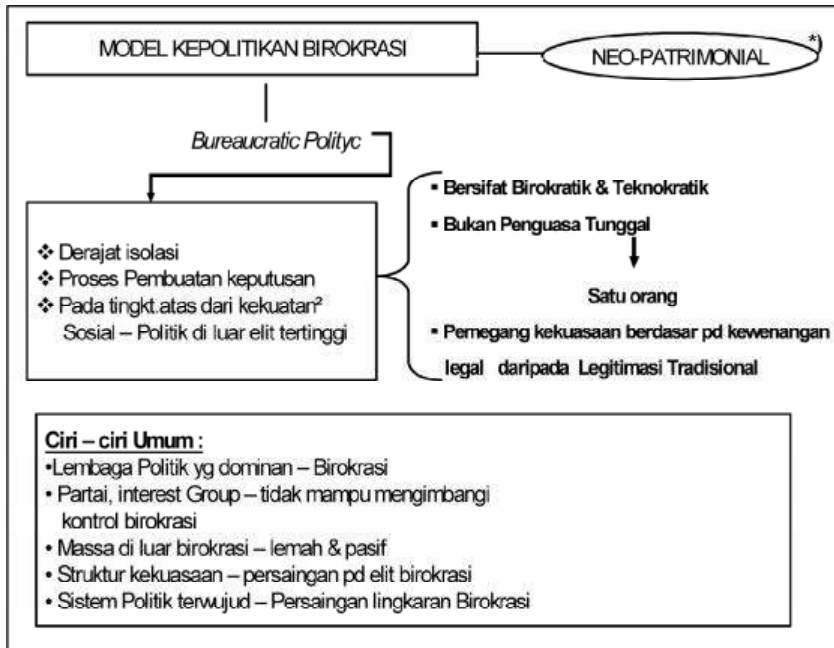 MODEL KEPOLITIKAN BIROKRASI
NEO-PATRIMONIAL
*)
Bureaucratic Polityc
❖ Derajat isolasi
❖ Proses Pembuatan keputusan
❖ Pada tingkt.atas dari kekuatan²
Sosial – Politik di luar elit tertinggi
▪ Bersifat Birokratik & Teknokratik
▪ Bukan Penguasa Tunggal
Satu orang
▪ Pemegang kekuasaan berdasar pd kewenangan
legal daripada Legitimasi Tradisional
Ciri – ciri Umum :
•Lembaga Politik yg dominan – Birokrasi
• Partai, interest Group – tidak mampu mengimbangi
kontrol birokrasi
• Massa di luar birokrasi – lemah & pasif
• Struktur kekuasaan – persaingan pd elit birokrasi
• Sistem Politik terwujud – Persaingan lingkaran Birokrasi